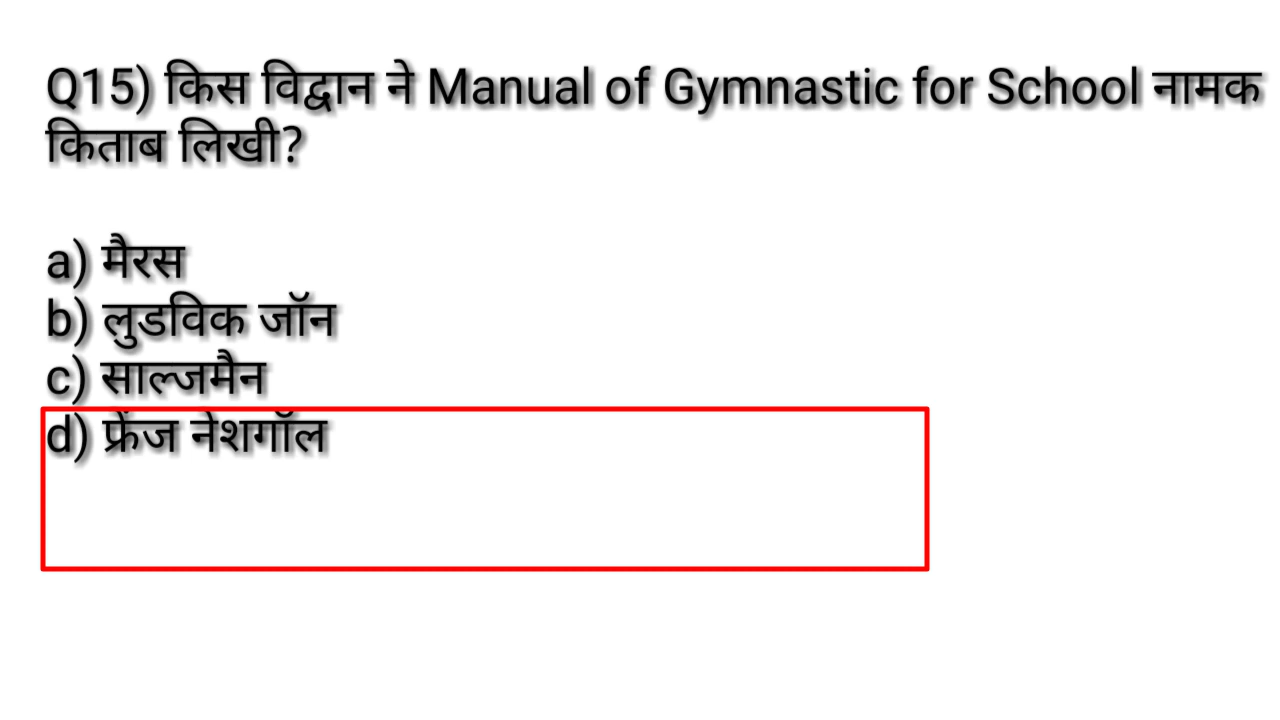 Q15) किस विद्वान ने Manual of Gymnastic for School नामक
किताब लिखी?
a) मैरस
b) लुडविक जॉन
c) साल्जमैन
d) फ्रेंज नेशगॉल